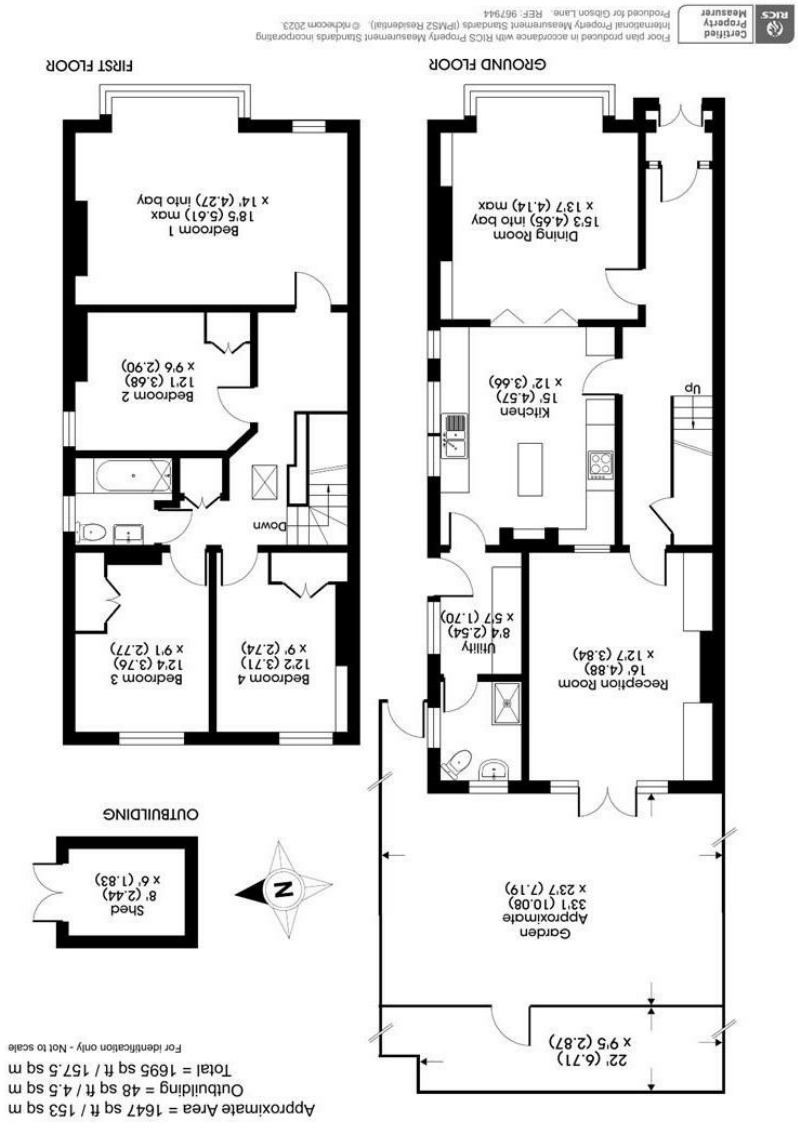 Approximate Area = 1647 sq ft / 153 sq m
Outbuilding = 48 sq ft / 4.5 sq m
Total = 1695 sq ft / 157.5 sq m
For identification only - Not to scale
22' (6.71)
x 9'5 (2.87)
Garden
Approximate
33'1 (10.08)
x 23'7 (7.19)
Shed
8' (2.44)
x 6' (1.83)
OUTBUILDING
N
Reception Room
16' (4.88)
x 12'7 (3.84)
Utility
8'4 (2.54)
x 5'7 (1.70)
Kitchen
15' (4.57)
x 12' (3.66)
Up
Dining Room
15'3 (4.65) into bay
x 13'7 (4.14) max
GROUND FLOOR
Bedroom 4
12'2 (3.71)
x 9' (2.74)
Bedroom 3
12'4 (3.76)
x 9'1 (2.77)
Down
Bedroom 2
12'1 (3.68)
x 9'6 (2.90)
Bedroom 1
18'5 (5.61) max
x 14' (4.27) into bay
FIRST FLOOR
RICS
Certified
Property
Measurer
Floor plan produced in accordance with RICS Property Measurement Standards incorporating
International Property Measurement Standards (IPMS2 Residential). © nichecom 2023.
Produced for Gibson Lane. REF: 967944